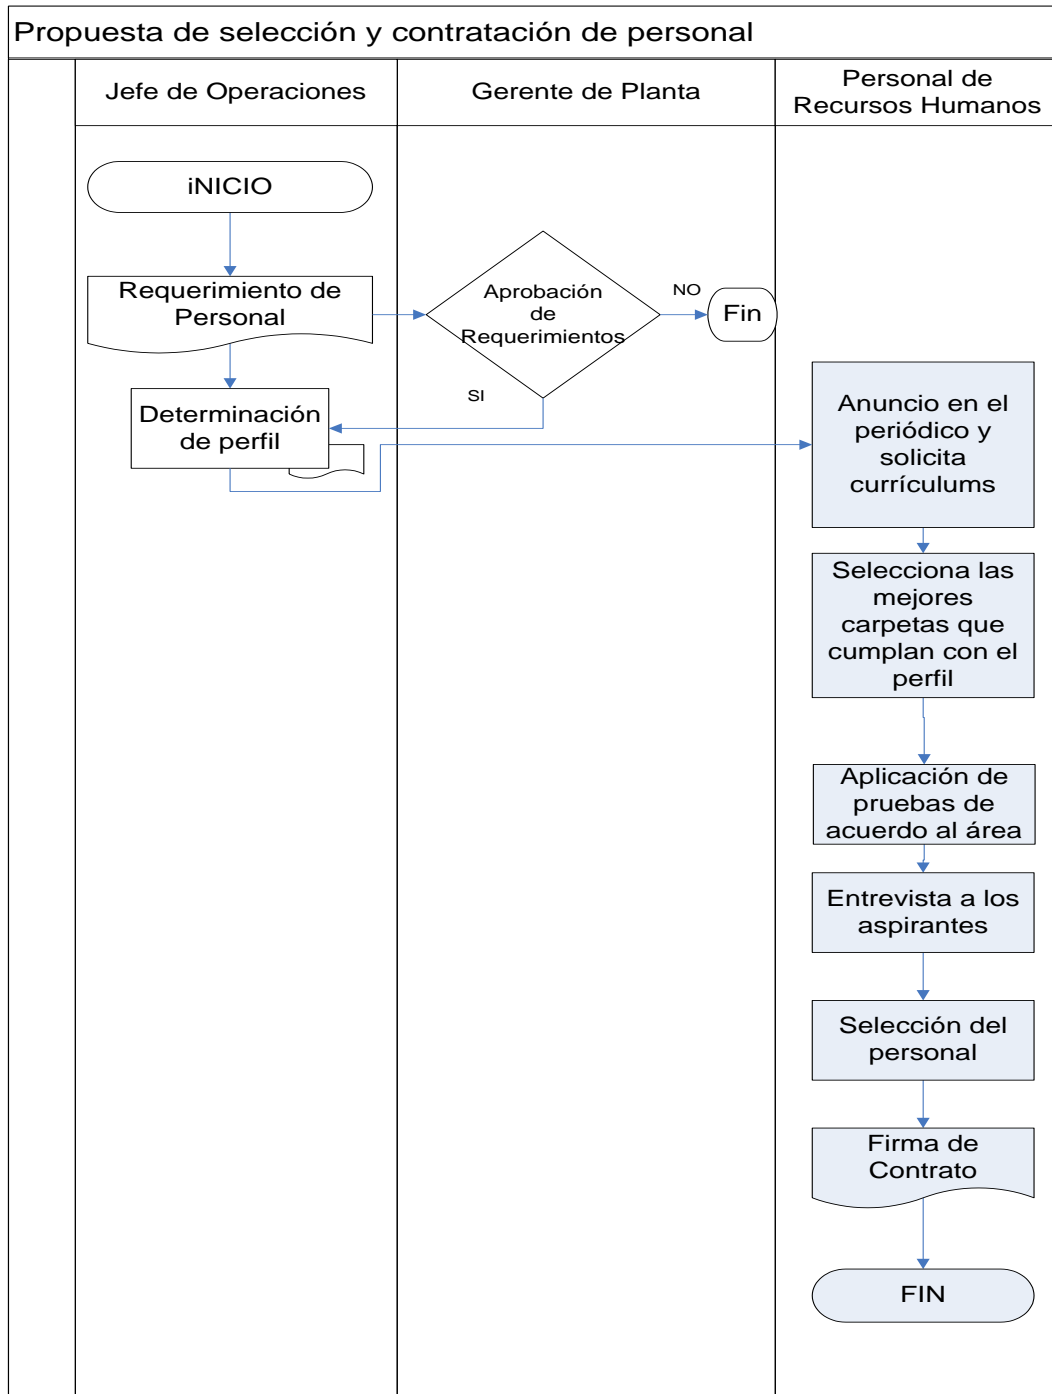 Propuesta de selección y contratación de personal
Jefe de Operaciones
Gerente de Planta
Personal de
Recursos Humanos
iNICIO
Requerimiento de
Personal
Aprobación
de
Requerimientos
NO
Fin
SI
Determinación
de perfil
Anuncio en el
periódico y
solicita
currículums
Selecciona las
mejores
carpetas que
cumplan con el
perfil
Aplicación de
pruebas de
acuerdo al área
Entrevista a los
aspirantes
Selección del
personal
Firma de
Contrato
FIN